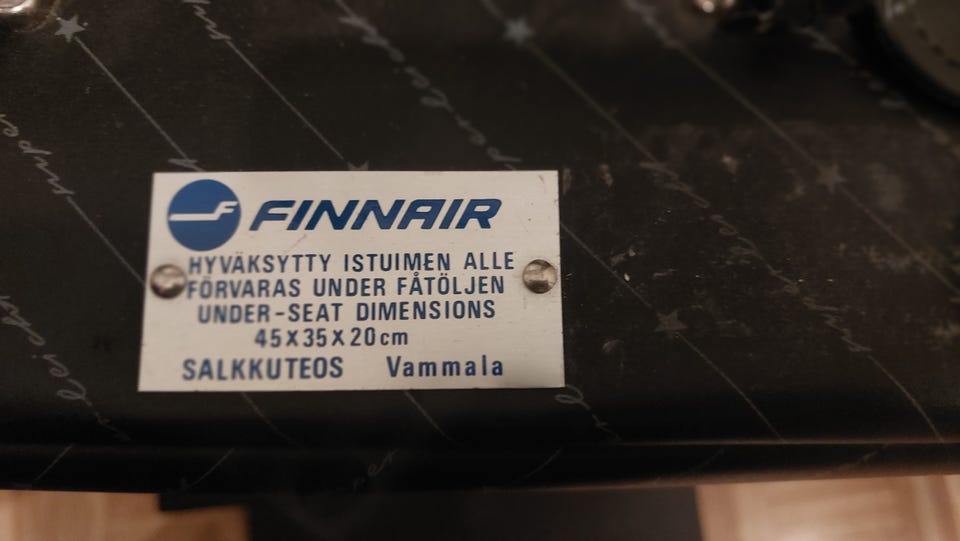 FINNAIR
HYVÄKSYTTY ISTUIMEN ALLE
FÖRVARAS UNDER FÅTÖLJEN
UNDER-SEAT DIMENSIONS
45x35x20cm
SALKKUTEOS Vammala